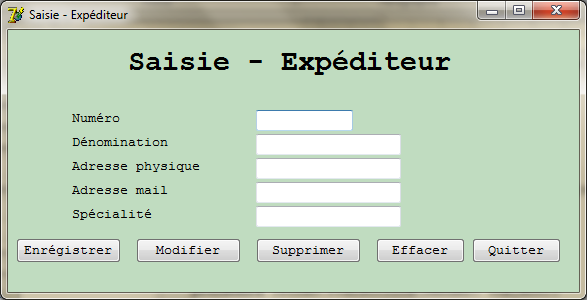 Saisie - Expéditeur
Saisie - Expéditeur
Numéro
Dénomination
Adresse physique
Adresse mail
Spécialité
Enrégistrer Modifier Supprimer Effacer Quitter